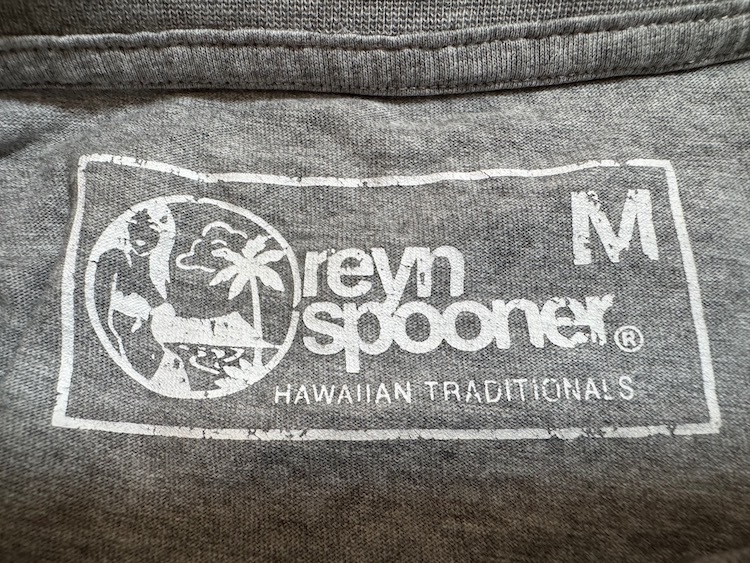 M
reyn
spooner®
HAWAIIAN TRADITIONALS